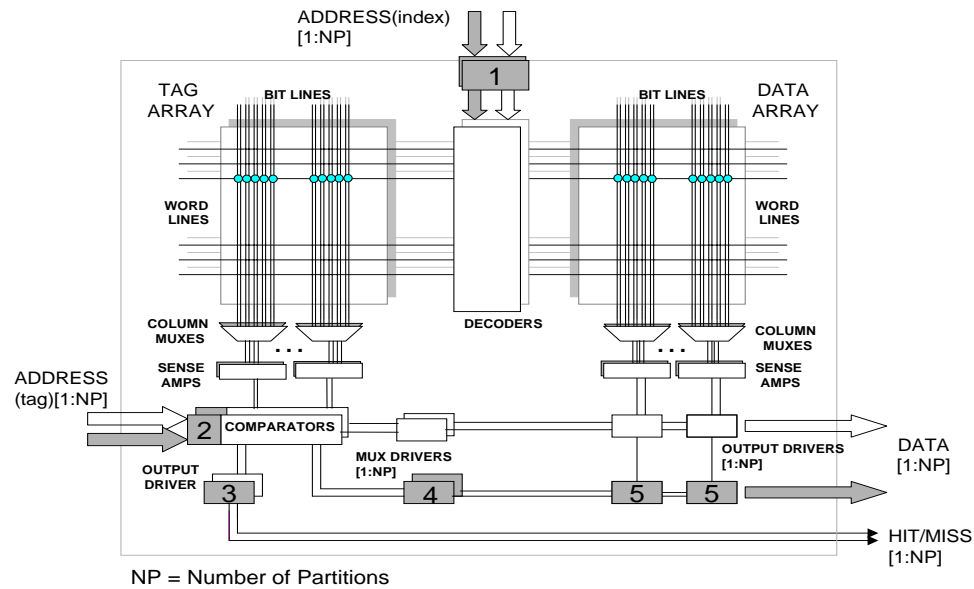 ADDRESS(index)
[1:NP]
1
TAG
ARRAY
BIT LINES
BIT LINES
DATA
ARRAY
WORD
LINES
WORD
LINES
DECODERS
COLUMN
MUXES
COLUMN
MUXES
...
...
SENSE
AMPS
SENSE
AMPS
ADDRESS
(tag)[1:NP]
2 COMPARATORS
MUX DRIVERS
[1:NP]
OUTPUT DRIVERS
[1:NP]
DATA
[1:NP]
OUTPUT
DRIVER
3
4
5
5
HIT/MISS
[1:NP]
NP = Number of Partitions